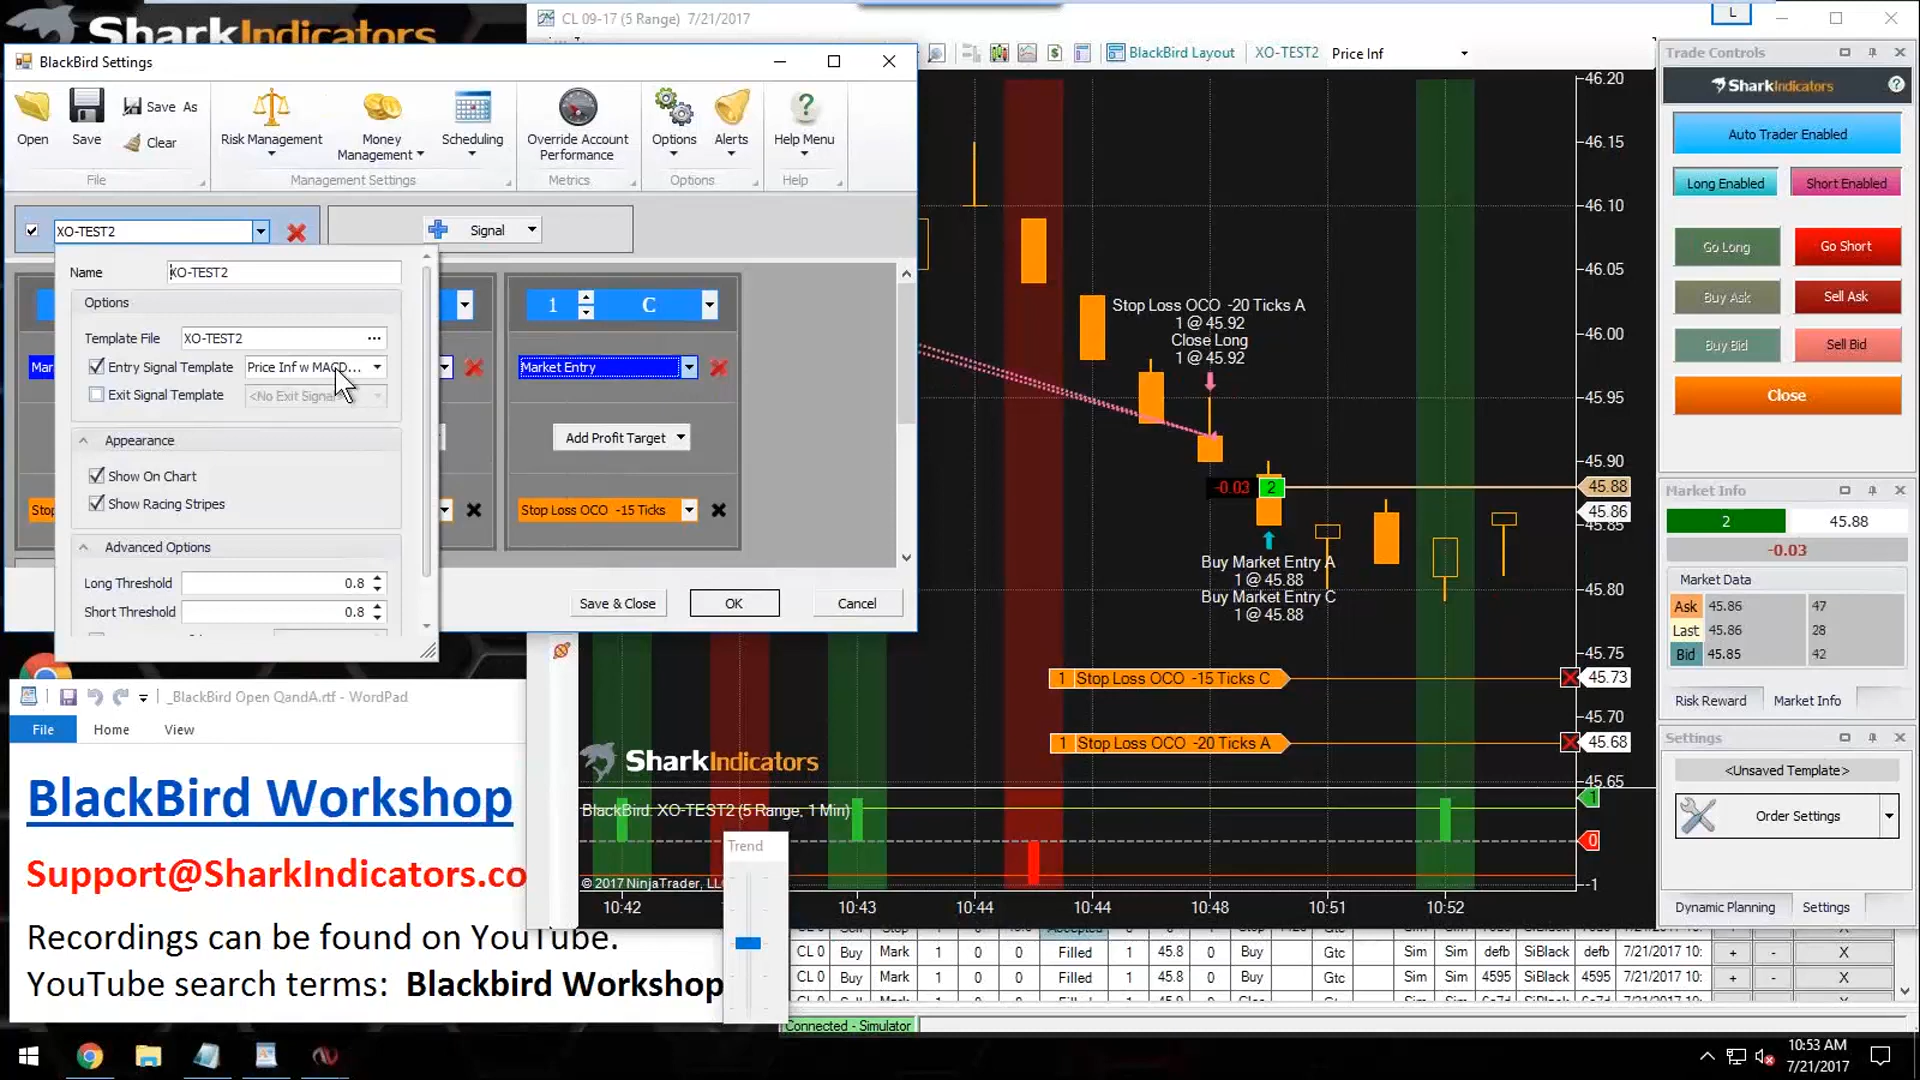 SharkIndicators
BlackBird Settings
Open
Save
Save As
Clear
File
Risk Management
Money Management
Scheduling
Management Settings
Override Account Performance
Metrics
Options
Alerts
Options
Help Menu
Help
XO-TEST2
Signal
Name
XO-TEST2
Options
Template File
XO-TEST2
...
Entry Signal Template
Price Inf w MACD...
Exit Signal Template
Appearance
Show On Chart
Show Racing Stripes
Advanced Options
Long Threshold
0.8
Short Threshold
0.8
1
C
Market Entry
Add Profit Target
Stop Loss OCO -15 Ticks
Save & Close
OK
Cancel
_BlackBird Open QandA.rtf - WordPad
File
Home
View
BlackBird Workshop
Support@SharkIndicators.co
Recordings can be found on YouTube.
YouTube search terms: Blackbird Workshop
CL 09-17 (5 Range) 7/21/2017
L
BlackBird Layout
XO-TEST2
Price Inf
46.20
46.15
46.10
46.05
46.00
45.95
45.90
45.88
45.86
45.85
45.80
45.75
45.73
45.70
45.68
45.65
Stop Loss OCO -20 Ticks A
1 @ 45.92
Close Long
1 @ 45.92
-0.03
2
Buy Market Entry A
1 @ 45.88
Buy Market Entry C
1 @ 45.88
1 Stop Loss OCO -15 Ticks C
1 Stop Loss OCO -20 Ticks A
SharkIndicators
BlackBird: XO-TEST2 (5 Range, 1 Min)
1
0
-1
Trend
10:42
10:43
10:44
10:44
10:48
10:51
10:52
CL 0 Buy Mark 1 0 0 Filled 1 45.8 0 Buy Gtc Sim Sim defb SiBlack defb 7/21/2017 10: + - X
CL 0 Buy Mark 1 0 0 Filled 1 45.8 0 Buy Gtc Sim Sim 4595 SiBlack 4595 7/21/2017 10: + - X
Connected - Simulator
Trade Controls
SharkIndicators
Auto Trader Enabled
Long Enabled
Short Enabled
Go Long
Go Short
Buy Ask
Sell Ask
Buy Bid
Sell Bid
Close
Market Info
2
45.88
-0.03
Market Data
Ask 45.86 47
Last 45.86 28
Bid 45.85 42
Risk Reward
Market Info
Settings
<Unsaved Template>
Order Settings
Dynamic Planning
Settings
10:53 AM
7/21/2017